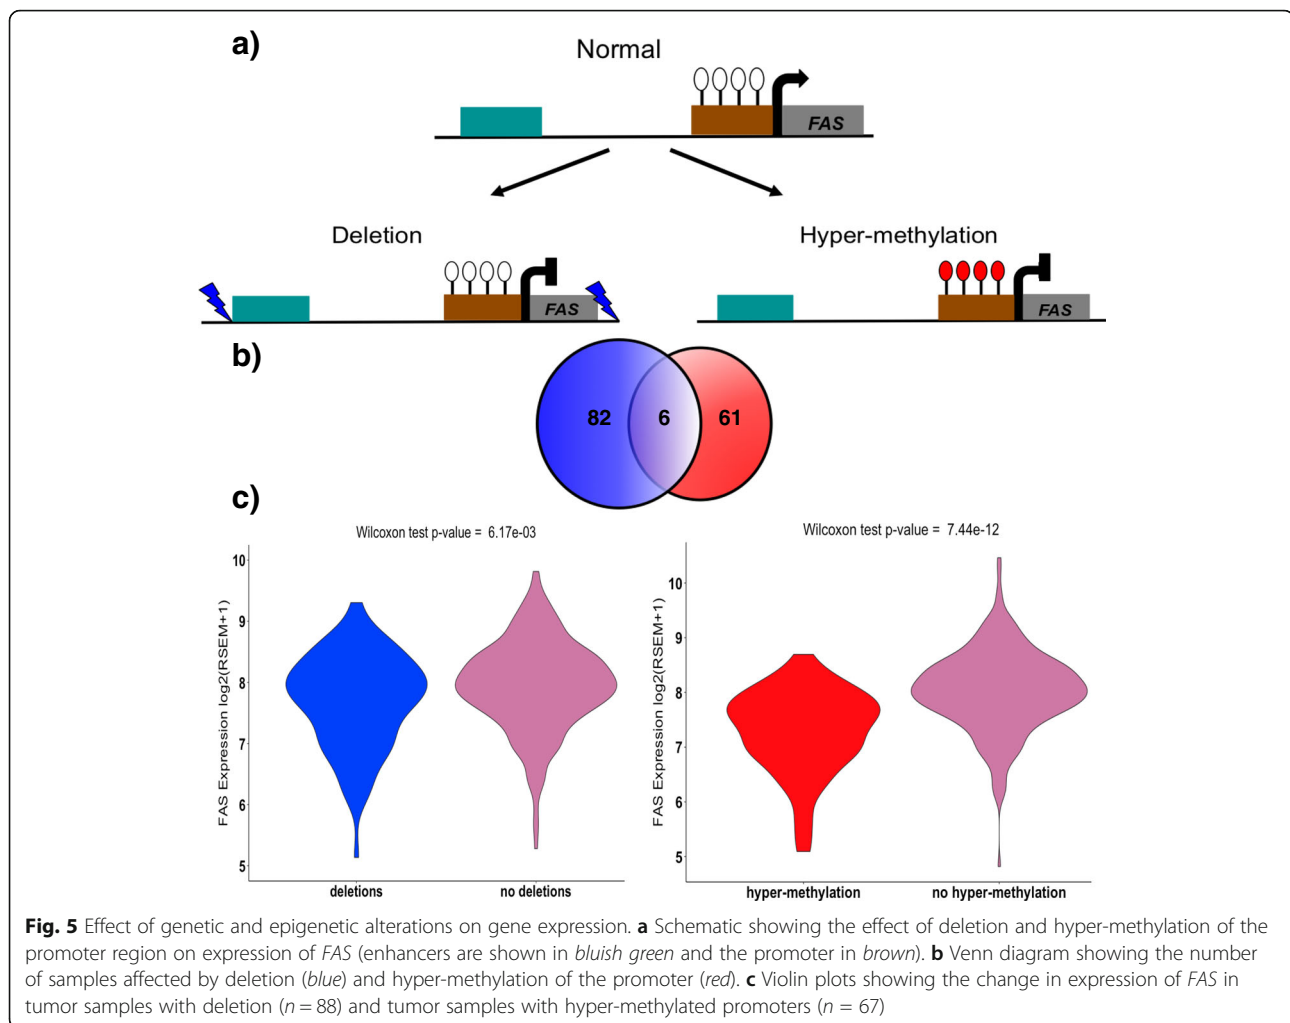 a)
Normal
FAS
Deletion
Hyper-methylation
FAS
FAS
b)
82
6
61
c)
Wilcoxon test p-value = 6.17e-03
FAS Expression log2(RSEM+1)
10
9
8
7
6
5
deletions
no deletions
Wilcoxon test p-value = 7.44e-12
FAS Expression log2(RSEM+1)
10
9
8
7
6
5
hyper-methylation
no hyper-methylation
Fig. 5 Effect of genetic and epigenetic alterations on gene expression. a Schematic showing the effect of deletion and hyper-methylation of the
promoter region on expression of FAS (enhancers are shown in bluish green and the promoter in brown). b Venn diagram showing the number
of samples affected by deletion (blue) and hyper-methylation of the promoter (red). c Violin plots showing the change in expression of FAS in
tumor samples with deletion (n = 88) and tumor samples with hyper-methylated promoters (n = 67)